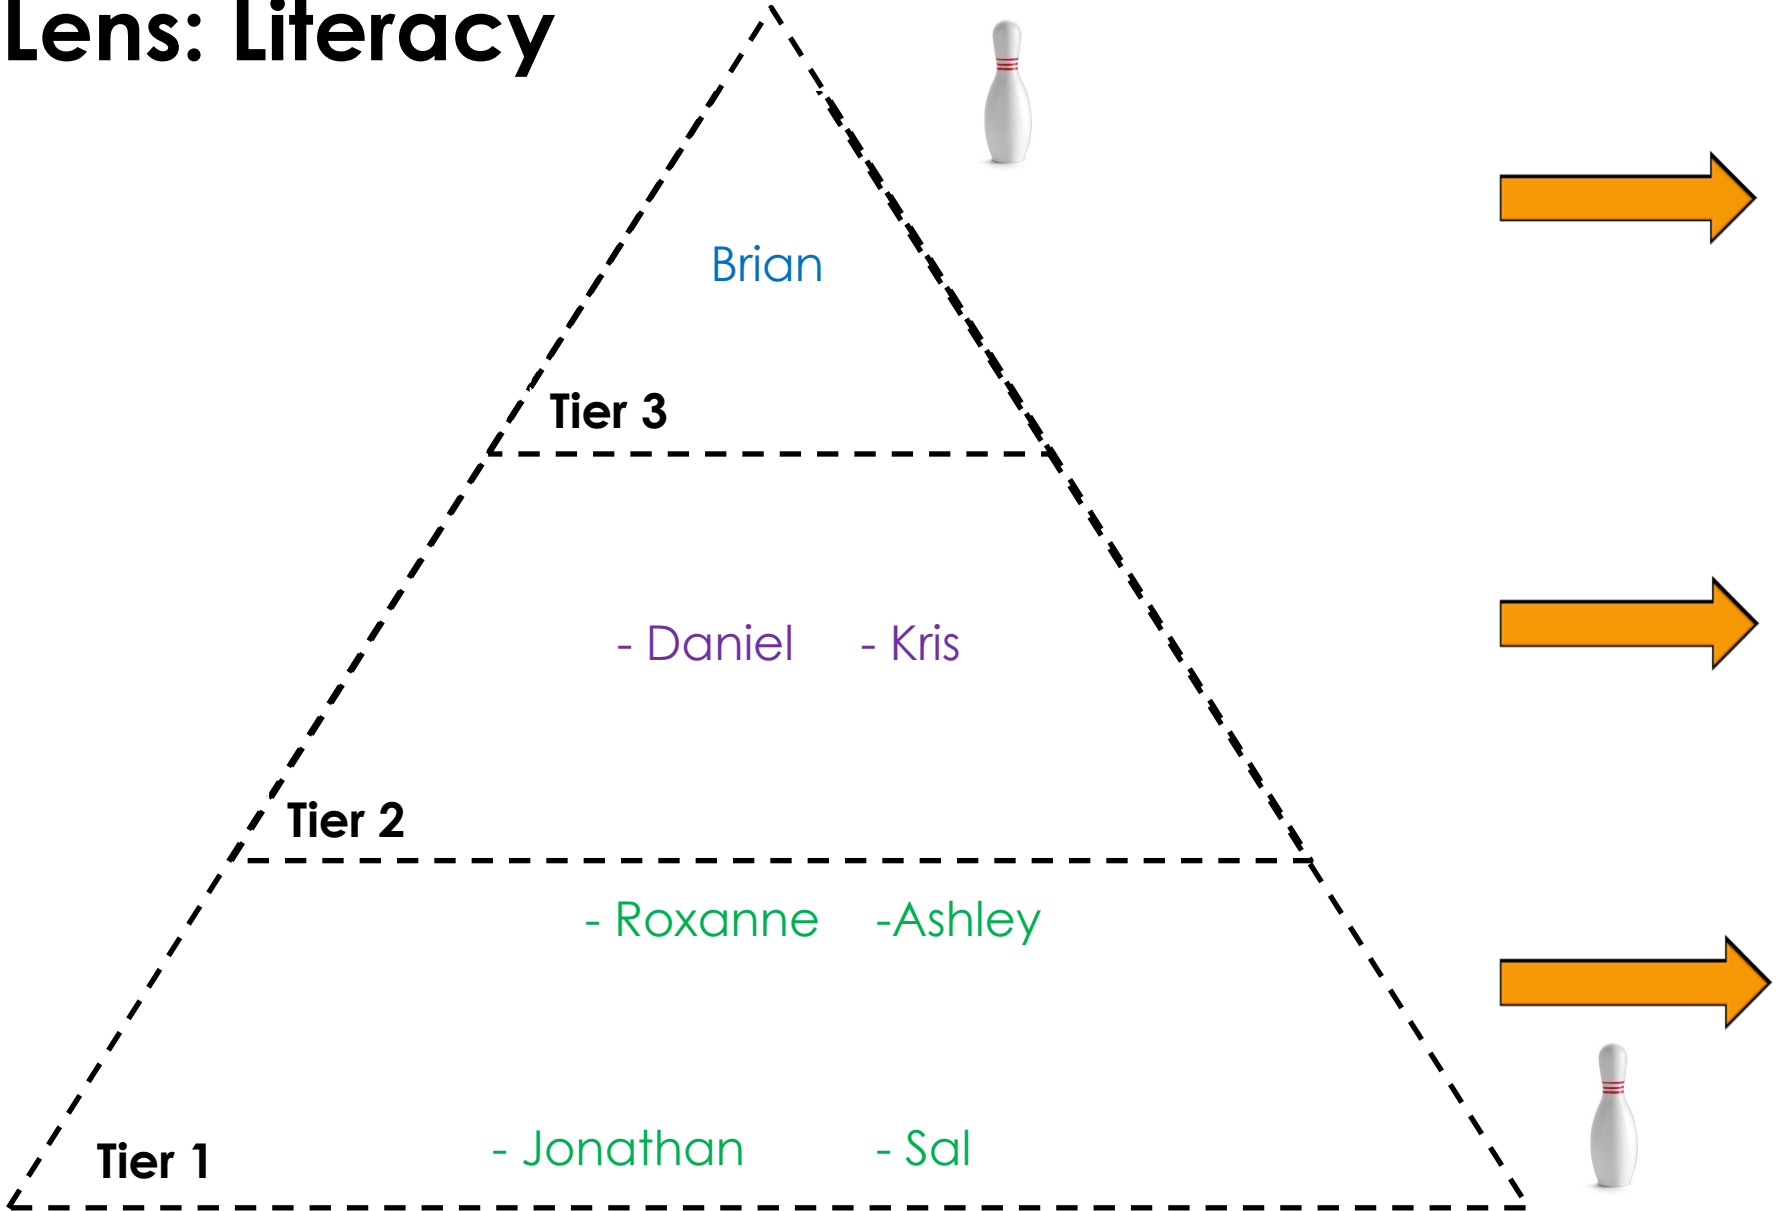 Lens: Literacy
Brian
Tier 3
- Daniel - Kris
Tier 2
- Roxanne -Ashley
- Jonathan - Sal
Tier 1